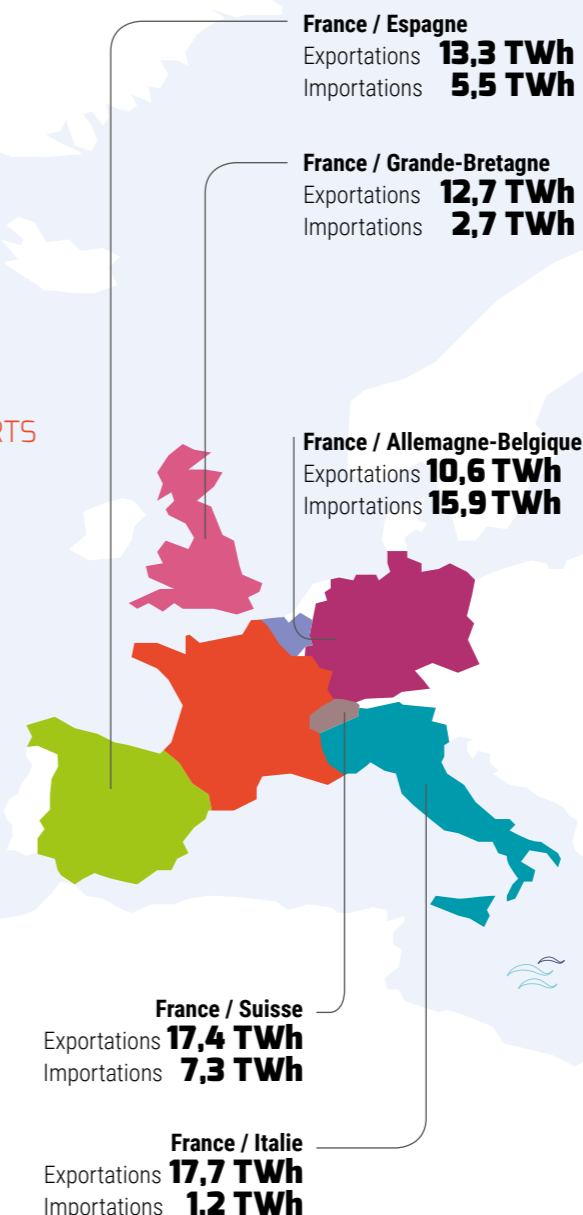 France / Espagne
Exportations 13,3 TWh
Importations 5,5 TWh
France / Grande-Bretagne
Exportations 12,7 TWh
Importations 2,7 TWh
RTS
France / Allemagne-Belgique
Exportations 10,6 TWh
Importations 15,9 TWh
France / Suisse
Exportations 17,4 TWh
Importations 7,3 TWh
France / Italie
Exportations 17,7 TWh
Importations 1,2 TWh